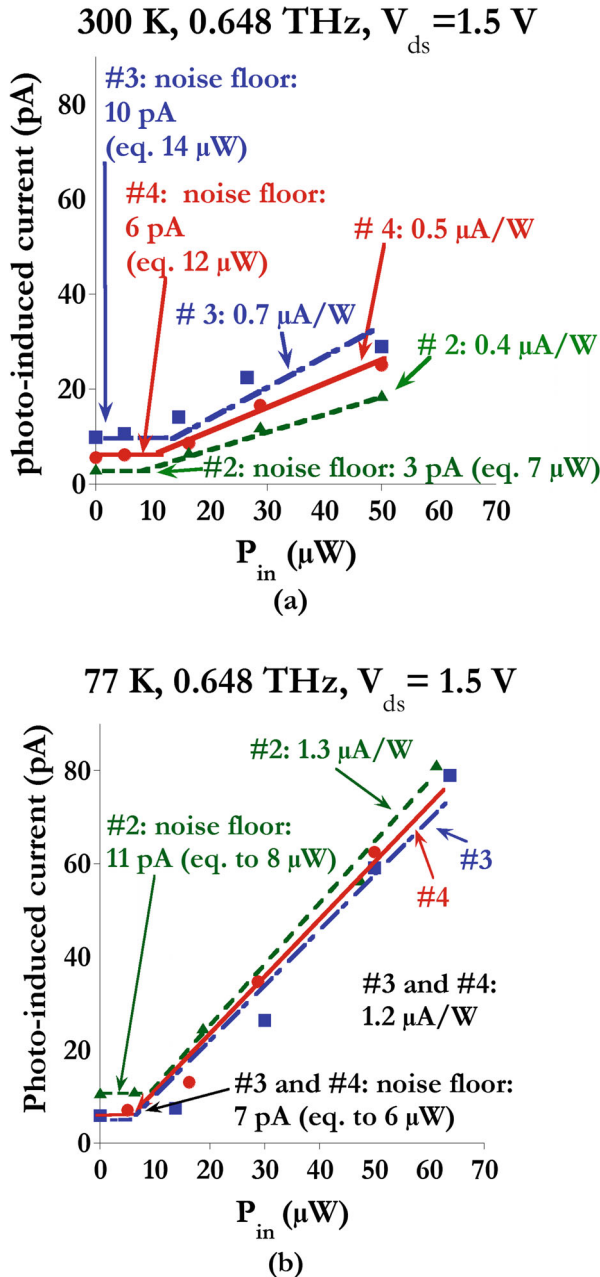 300 K, 0.648 THz, Vds=1.5 V
photo-induced current (pA)
80
60
40
20
0
#3: noise floor:
10 pA
(eq. 14 µW)
#4: noise floor:
6 pA
(eq. 12 µW)
# 4: 0.5 µA/W
# 3: 0.7 µA/W
# 2: 0.4 µA/W
#2: noise floor: 3 pA (eq. 7 µW)
0 10 20 30 40 50 60 70
Pin (µW)
(a)
77 K, 0.648 THz, Vds= 1.5 V
Photo-induced current (pA)
80
60
40
20
0
#2: 1.3 µA/W
#2: noise floor:
11 pA (eq. to 8 µW)
#3
#4
#3 and #4:
1.2 µA/W
#3 and #4: noise floor:
7 pA (eq. to 6 µW)
0 10 20 30 40 50 60 70
Pin (µW)
(b)